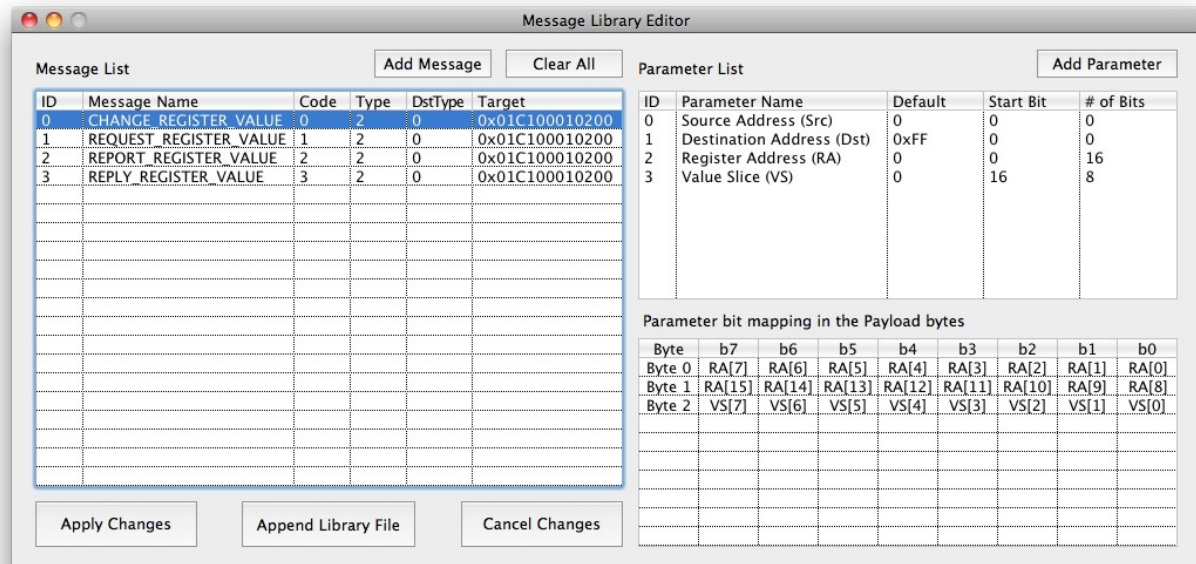 Message Library Editor
Message List
Add Message
Clear All
ID Message Name Code Type DstType Target
0 CHANGE_REGISTER_VALUE 0 2 0 0x01C100010200
1 REQUEST_REGISTER_VALUE 1 2 0 0x01C100010200
2 REPORT_REGISTER_VALUE 2 2 0 0x01C100010200
3 REPLY_REGISTER_VALUE 3 2 0 0x01C100010200
Apply Changes
Append Library File
Cancel Changes
Parameter List
Add Parameter
ID Parameter Name Default Start Bit # of Bits
0 Source Address (Src) 0 0 0
1 Destination Address (Dst) 0xFF 0 0
2 Register Address (RA) 0 0 16
3 Value Slice (VS) 0 16 8
Parameter bit mapping in the Payload bytes
Byte b7 b6 b5 b4 b3 b2 b1 b0
Byte 0 RA[7] RA[6] RA[5] RA[4] RA[3] RA[2] RA[1] RA[0]
Byte 1 RA[15] RA[14] RA[13] RA[12] RA[11] RA[10] RA[9] RA[8]
Byte 2 VS[7] VS[6] VS[5] VS[4] VS[3] VS[2] VS[1] VS[0]